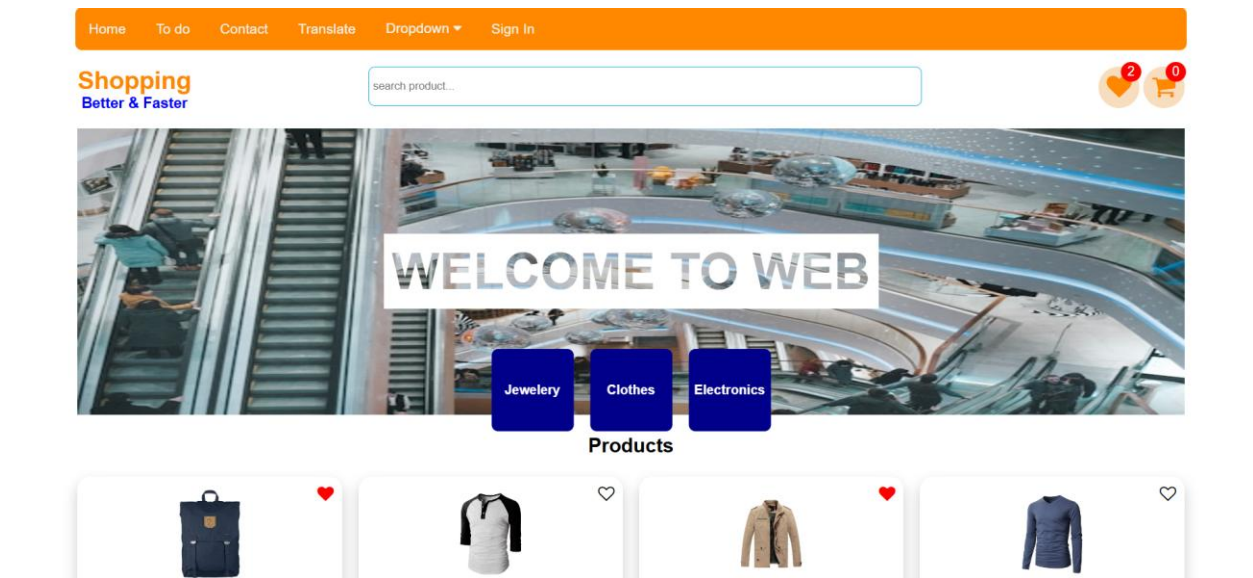 Home To do Contact Translate Dropdown Sign In
Shopping
Better & Faster
search product...
2
0
WELCOME TO WEB
Jewelery Clothes Electronics
Products